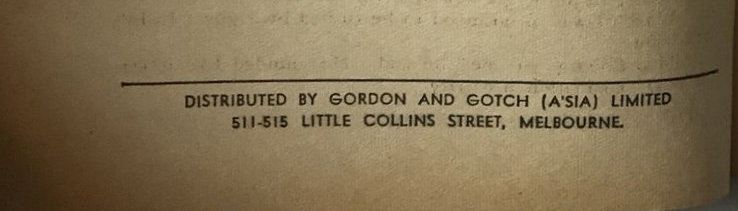 DISTRIBUTED BY GORDON AND GOTCH (A'SIA) LIMITED
511-515 LITTLE COLLINS STREET, MELBOURNE.